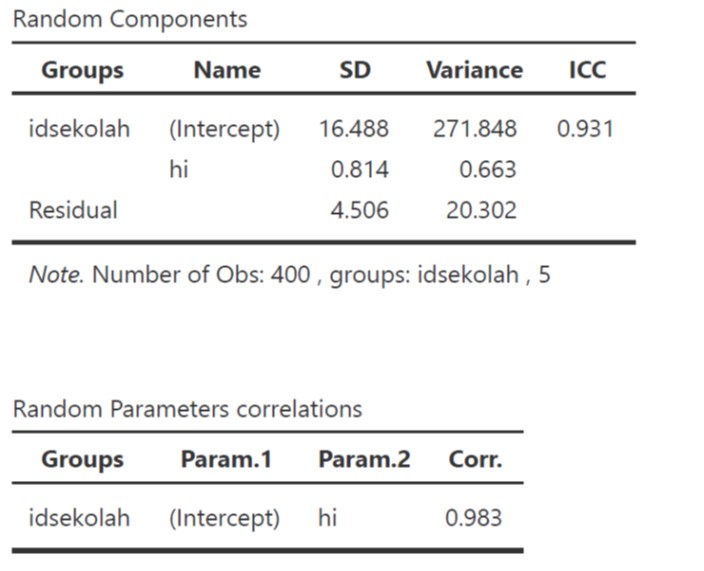 Random Components
Groups Name SD Variance ICC
idsekolah (Intercept) 16.488 271.848 0.931
hi 0.814 0.663
Residual 4.506 20.302
Note. Number of Obs: 400 , groups: idsekolah , 5
Random Parameters correlations
Groups Param.1 Param.2 Corr.
idsekolah (Intercept) hi 0.983